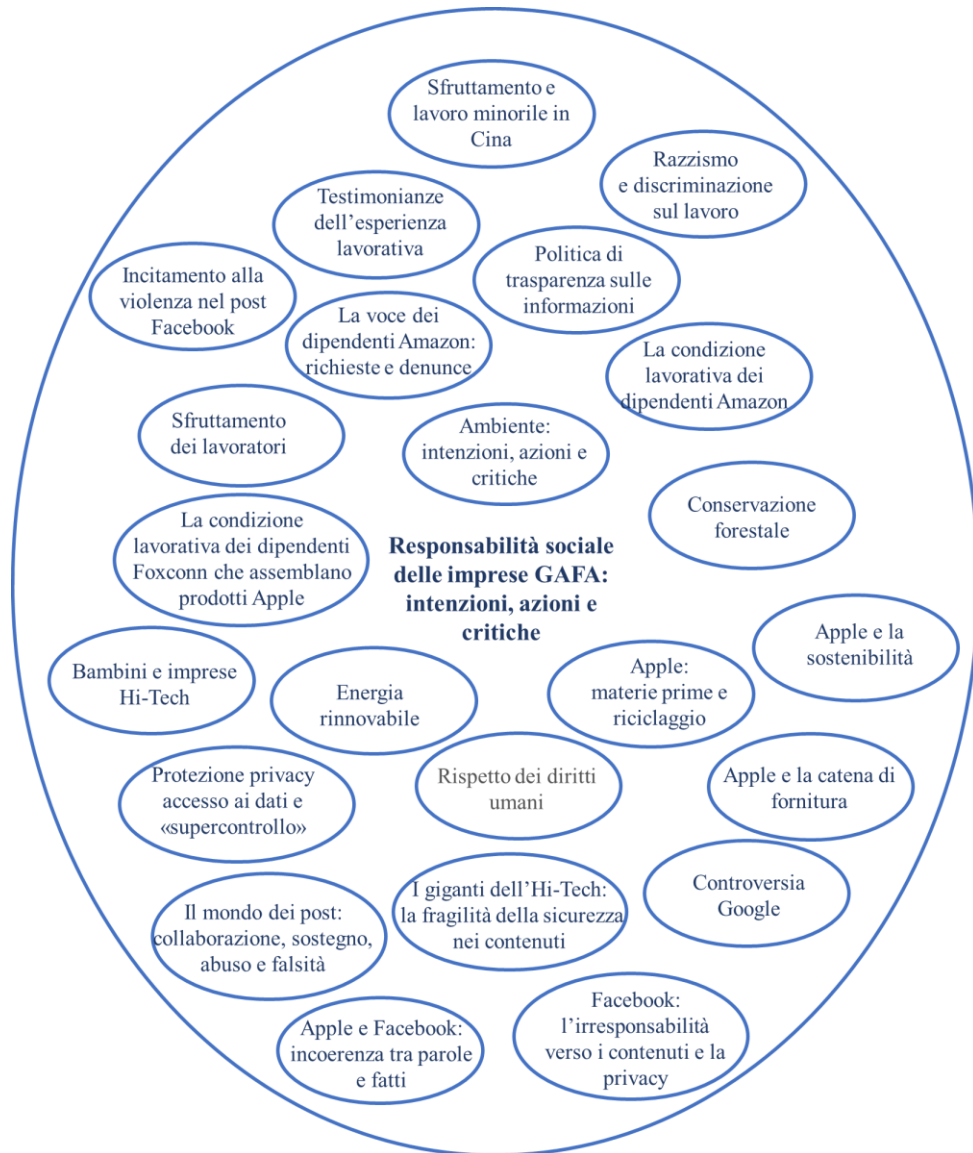 Sfruttamento e
lavoro minorile in
Cina
Razzismo
e discriminazione
sul lavoro
Testimonianze
dell’esperienza
lavorativa
Politica di
trasparenza sulle
informazioni
Incitamento alla
violenza nel post
Facebook
La voce dei
dipendenti Amazon:
richieste e denunce
La condizione
lavorativa dei
dipendenti Amazon
Sfruttamento
dei lavoratori
Ambiente:
intenzioni, azioni e
critiche
Conservazione
forestale
La condizione
lavorativa dei dipendenti
Foxconn che assemblano
prodotti Apple
Responsabilità sociale
delle imprese GAFA:
intenzioni, azioni e
critiche
Apple e la
sostenibilità
Bambini e imprese
Hi-Tech
Energia
rinnovabile
Apple:
materie prime e
riciclaggio
Protezione privacy
accesso ai dati e
«supercontrollo»
Rispetto dei diritti
umani
Apple e la catena di
fornitura
Il mondo dei post:
collaborazione, sostegno,
abuso e falsità
I giganti dell’Hi-Tech:
la fragilità della sicurezza
nei contenuti
Controversia
Google
Apple e Facebook:
incoerenza tra parole
e fatti
Facebook:
l’irresponsabilità
verso i contenuti e la
privacy